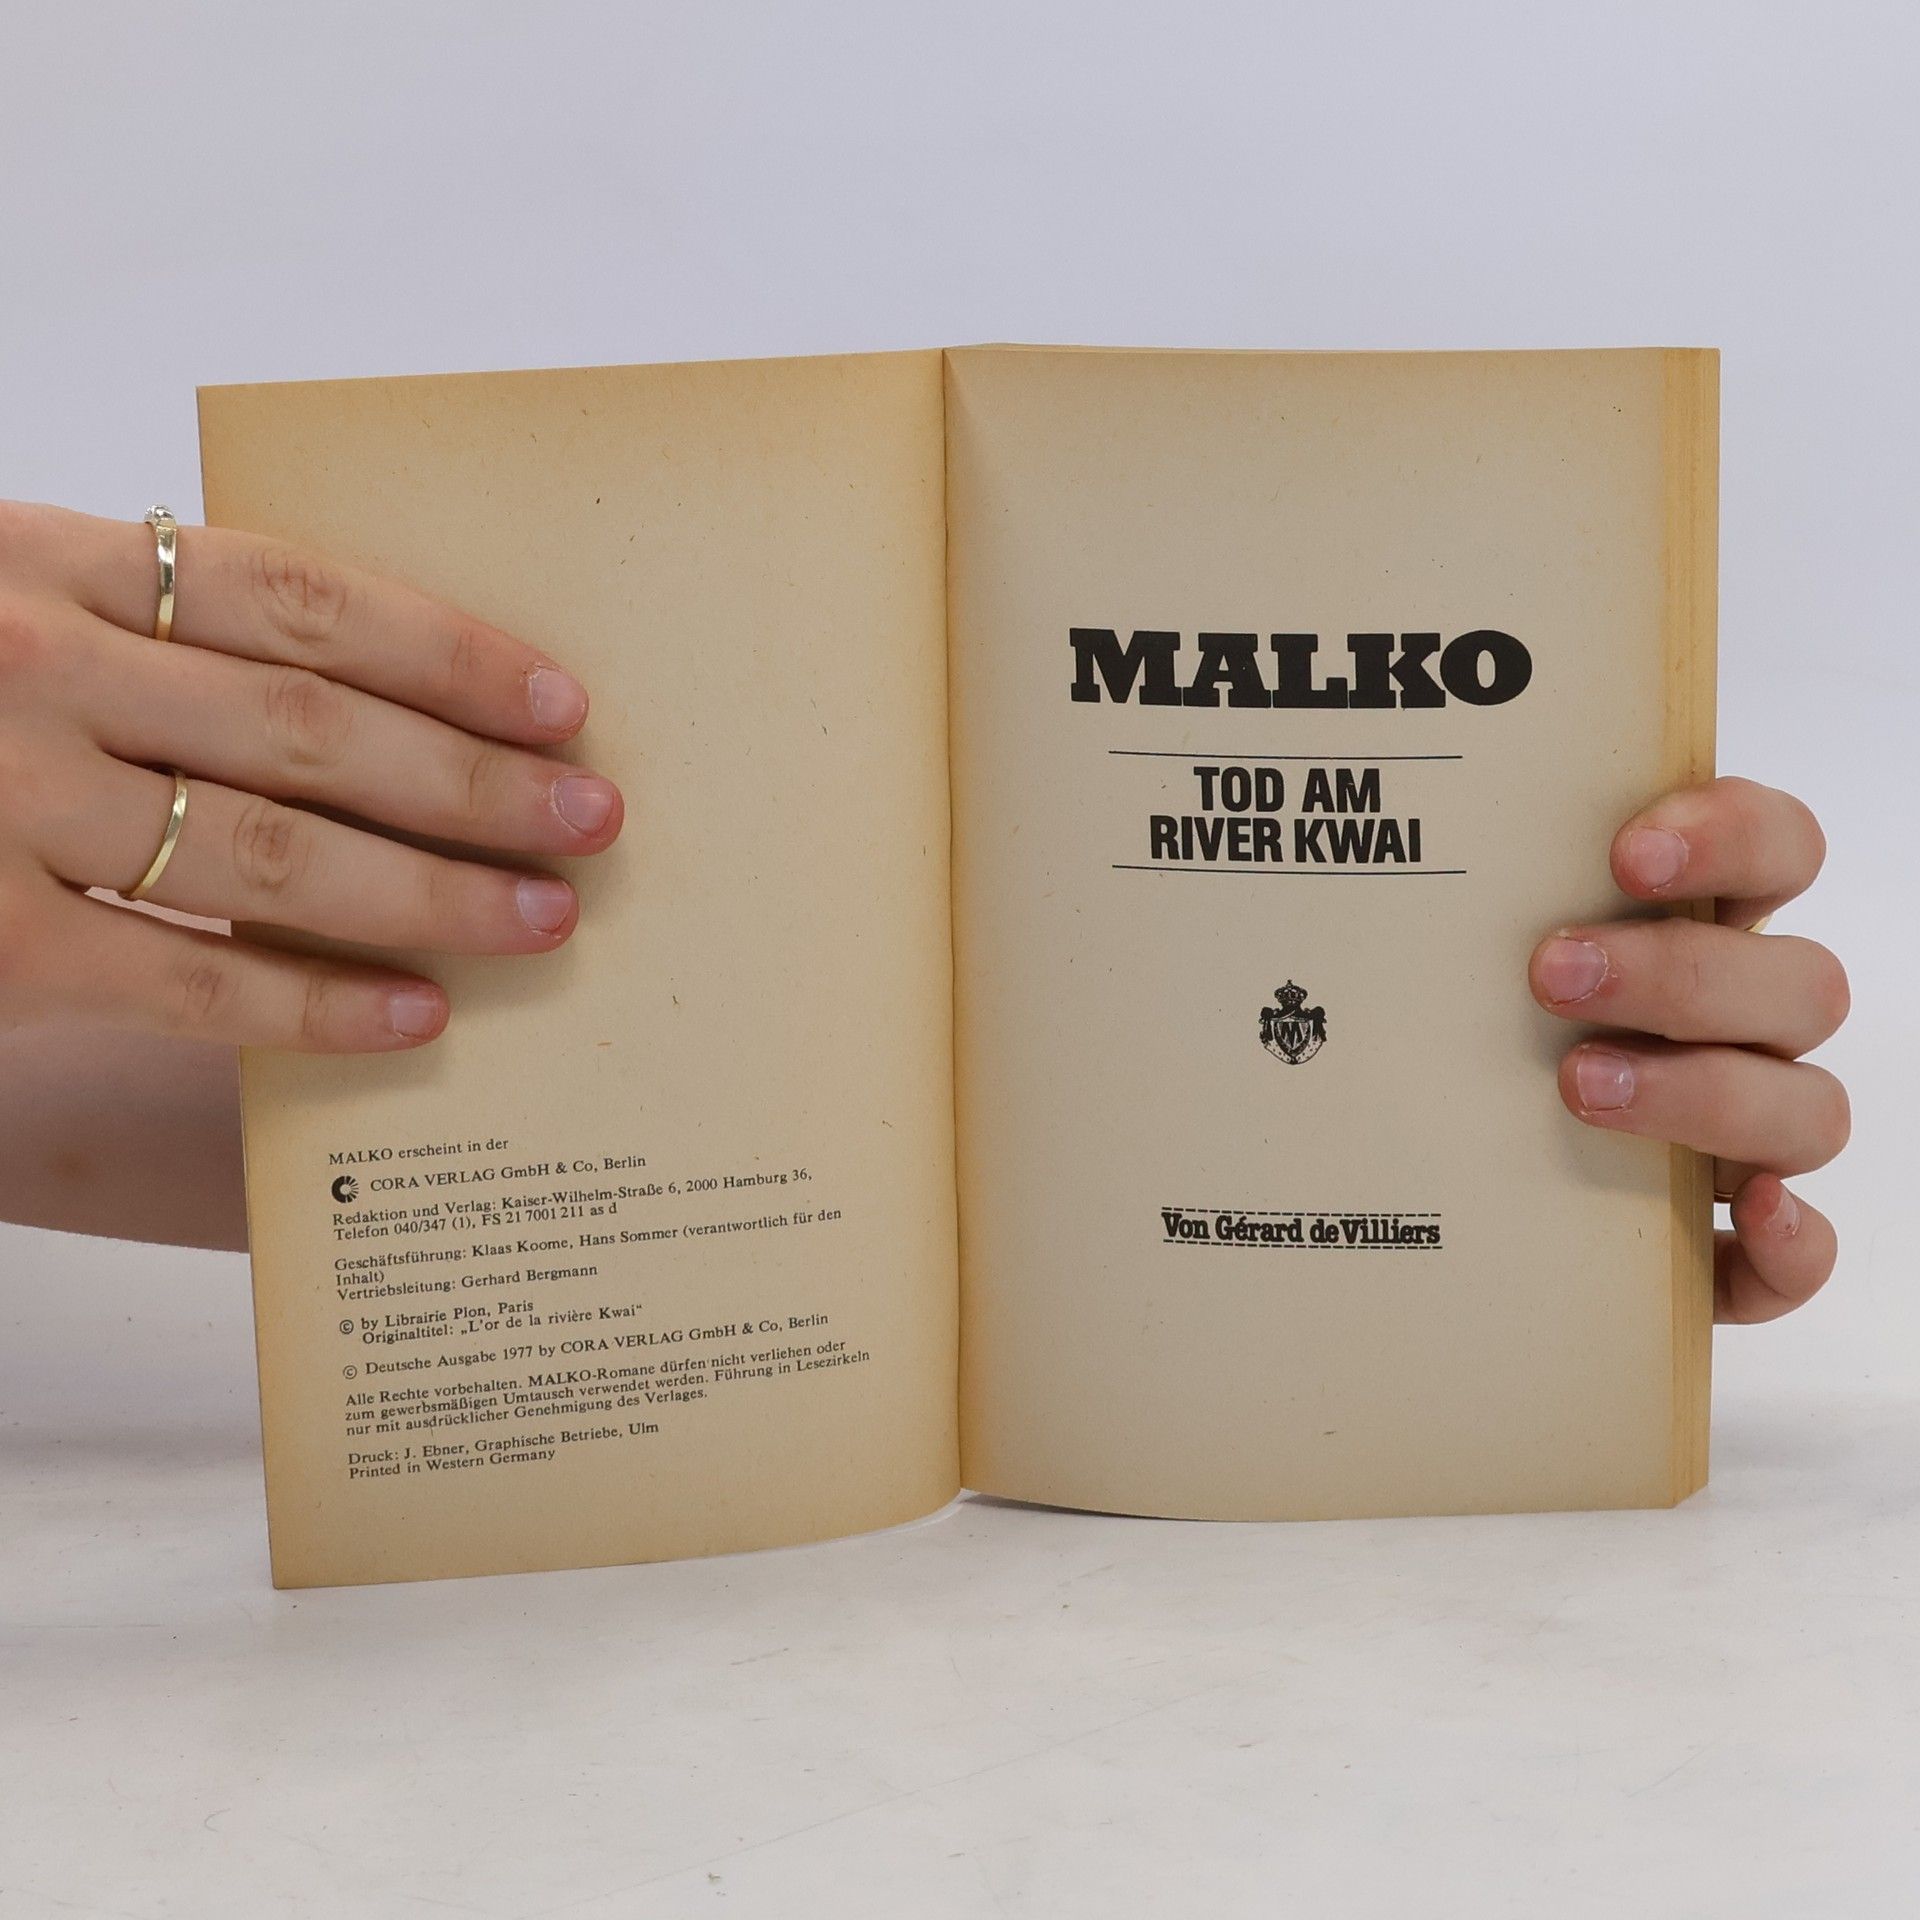 MALKO erscheint in der
CORA VERLAG GmbH & Co, Berlin
Redaktion und Verlag: Kaiser-Wilhelm-Straße 6, 2000 Hamburg 36,
Telefon 040/347 (1), FS 21 7001 211 as d
Geschäftsführung: Klaas Koome, Hans Sommer (verantwortlich für den
Inhalt)
Vertriebsleitung: Gerhard Bergmann
© by Librairie Plon, Paris
Originaltitel: „L'or de la rivière Kwai“
© Deutsche Ausgabe 1977 by CORA VERLAG GmbH & Co, Berlin
Alle Rechte vorbehalten. MALKO-Romane dürfen nicht verliehen oder
zum gewerbsmäßigen Umtausch verwendet werden. Führung in Lesezirkeln
nur mit ausdrücklicher Genehmigung des Verlages.
Druck: J. Ebner, Graphische Betriebe, Ulm
Printed in Western Germany
MALKO
TOD AM
RIVER KWAI
M
Von Gérard de Villiers